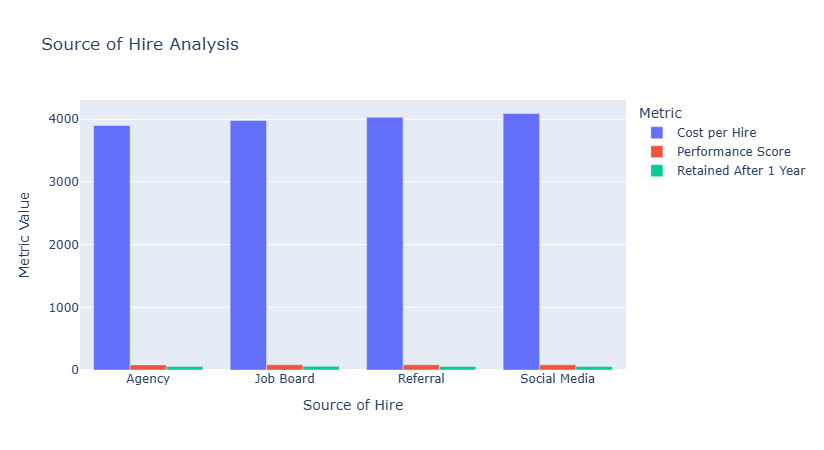 Source of Hire Analysis
Metric
Cost per Hire
Performance Score
Retained After 1 Year
Metric Value
4000
3000
2000
1000
0
Agency
Job Board
Referral
Social Media
Source of Hire